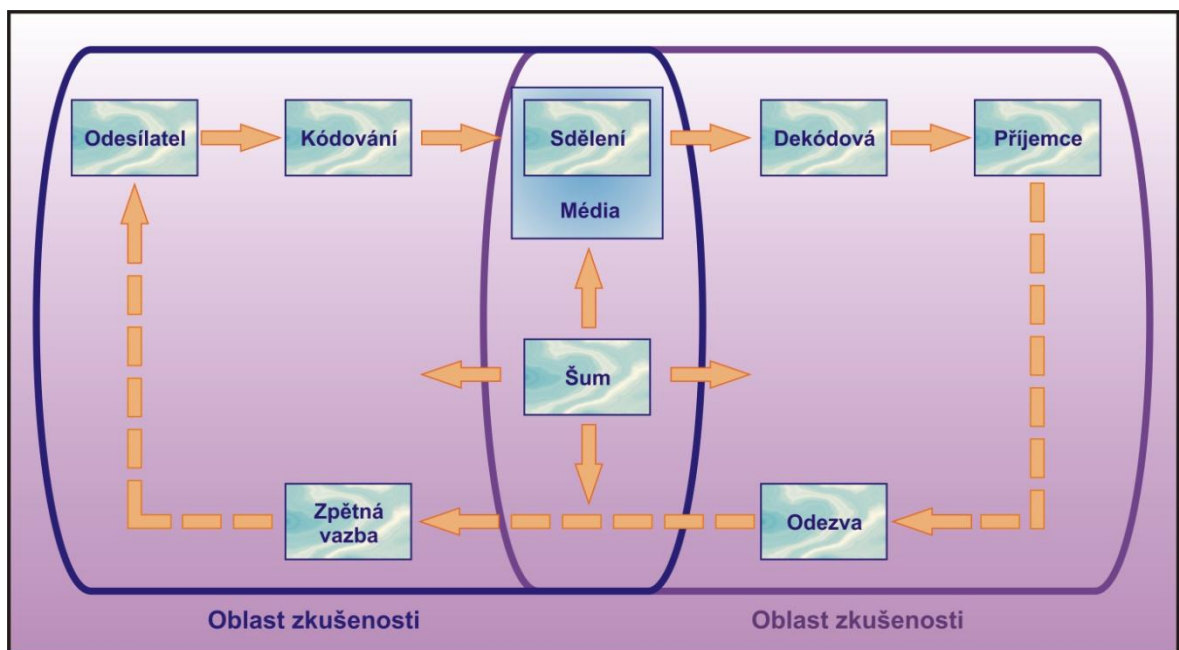 Odesílatel
Kódování
Sdělení
Dekódová
Příjemce
Média
Šum
Zpětná
vazba
Odezva
Oblast zkušenosti
Oblast zkušenosti